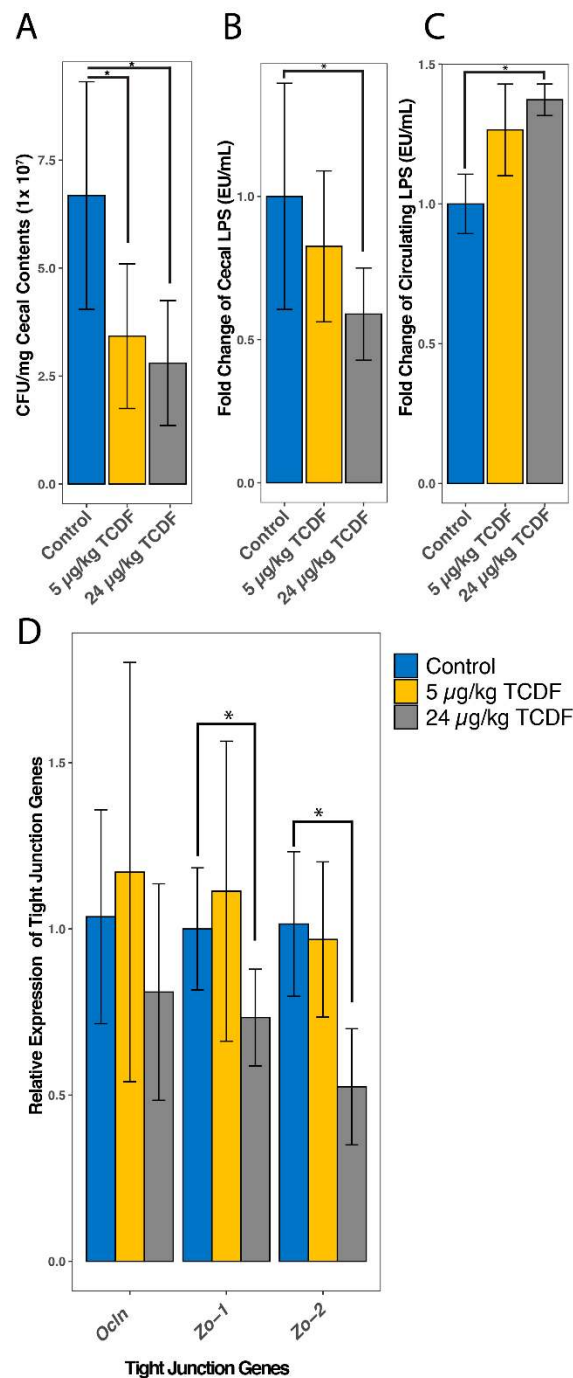 A
B
C
CFU/mg Cecal Contents (1x 10⁷)
7.5
5.0
2.5
0.0
*
*
Control
5 µg/kg TCDF
24 µg/kg TCDF
Fold Change of Cecal LPS (EU/mL)
1.0
0.5
0.0
*
Control
5 µg/kg TCDF
24 µg/kg TCDF
Fold Change of Circulating LPS (EU/mL)
1.5
1.0
0.5
0.0
*
Control
5 µg/kg TCDF
24 µg/kg TCDF
D
Relative Expression of Tight Junction Genes
1.5
1.0
0.5
0.0
*
*
Ocln
Zo-1
Zo-2
Tight Junction Genes
Control
5 µg/kg TCDF
24 µg/kg TCDF